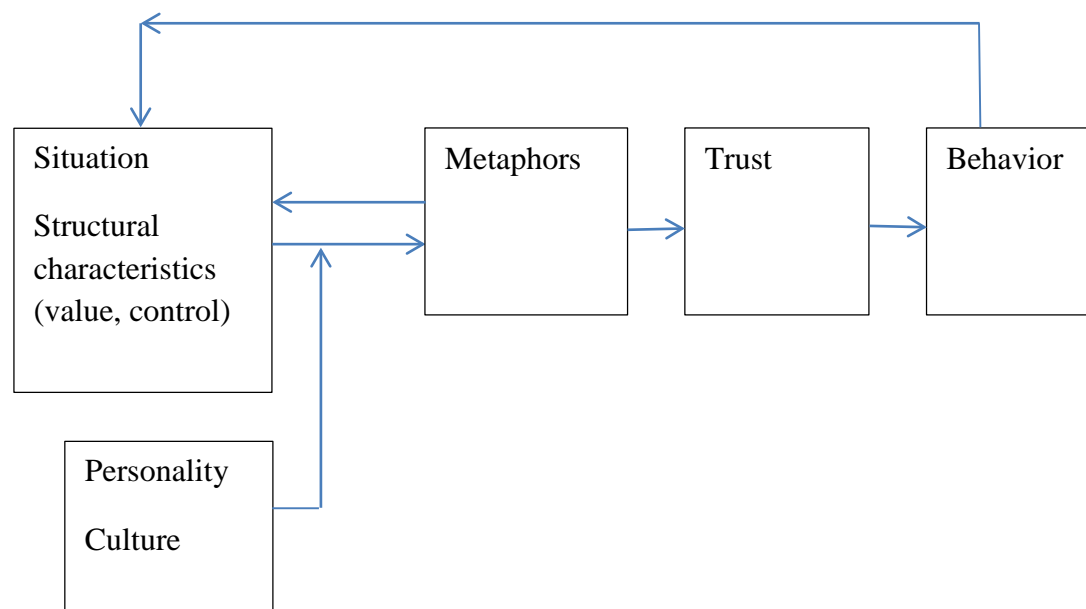 Situation
Structural
characteristics
(value, control)
Metaphors
Trust
Behavior
Personality
Culture